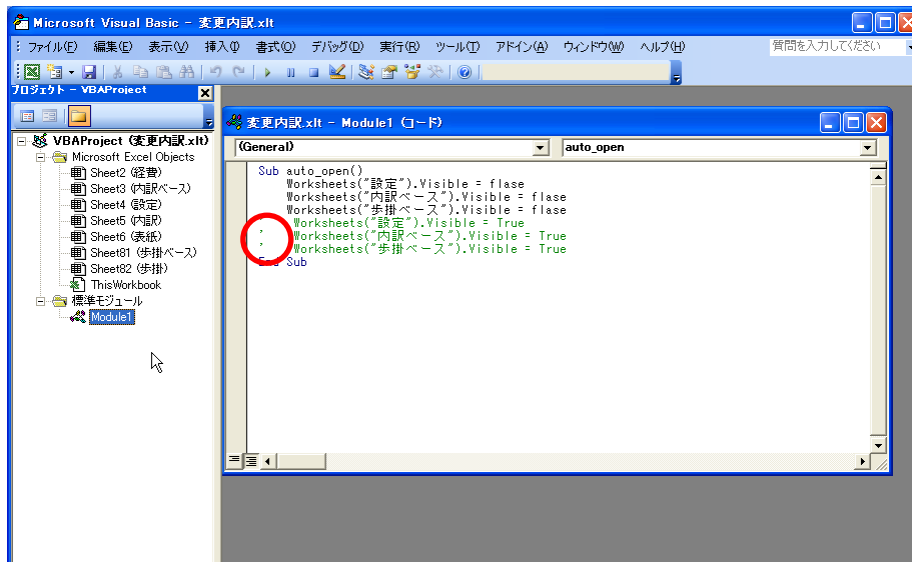 Microsoft Visual Basic - 変更内訳.xlt
ファイル(F) 編集(E) 表示(V) 挿入(I) 書式(O) デバッグ(D) 実行(R) ツール(T) アドイン(A) ウィンドウ(W) ヘルプ(H) 質問を入力してください
プロジェクト - VBAProject
VBAProject (変更内訳.xlt)
Microsoft Excel Objects
Sheet2 (経費)
Sheet3 (内訳ベース)
Sheet4 (設定)
Sheet5 (内訳)
Sheet6 (表紙)
Sheet81 (歩掛ベース)
Sheet82 (歩掛)
ThisWorkbook
標準モジュール
Module1
変更内訳.xlt - Module1 (コード)
(General) auto_open
Sub auto_open()
Worksheets("設定").Visible = flase
Worksheets("内訳ベース").Visible = flase
Worksheets("歩掛ベース").Visible = flase
' Worksheets("設定").Visible = True
' Worksheets("内訳ベース").Visible = True
' Worksheets("歩掛ベース").Visible = True
End Sub